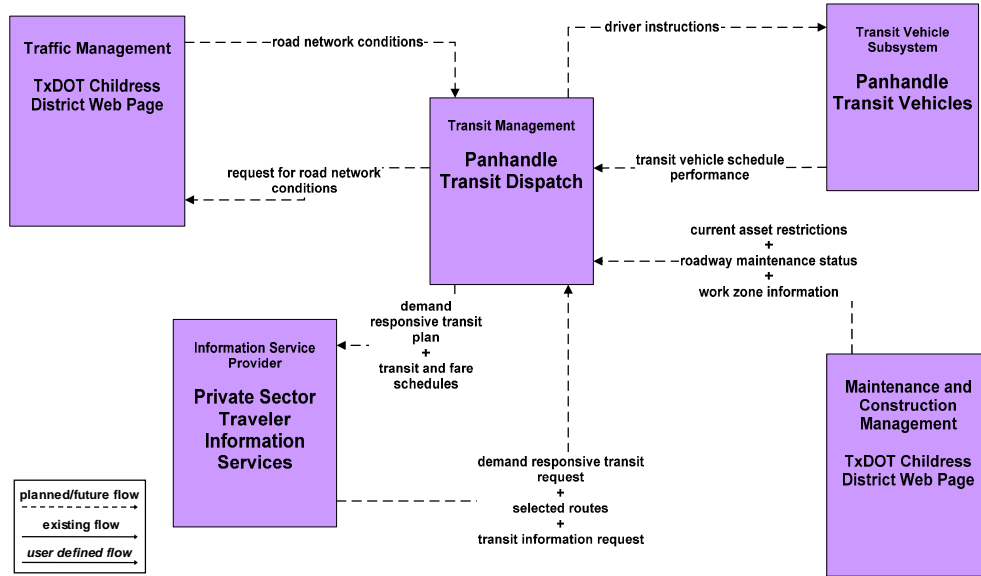 Traffic Management
TxDOT Childress
District Web Page
road network conditions
driver instructions
Transit Vehicle
Subsystem
Panhandle
Transit Vehicles
Transit Management
Panhandle
Transit Dispatch
request for road network
conditions
transit vehicle schedule
performance
current asset restrictions
+
roadway maintenance status
+
work zone information
demand
responsive transit
plan
+
transit and fare
schedules
Information Service
Provider
Private Sector
Traveler
Information
Services
Maintenance and
Construction
Management
TxDOT Childress
District Web Page
demand responsive transit
request
+
selected routes
+
transit information request
planned/future flow
existing flow
user defined flow